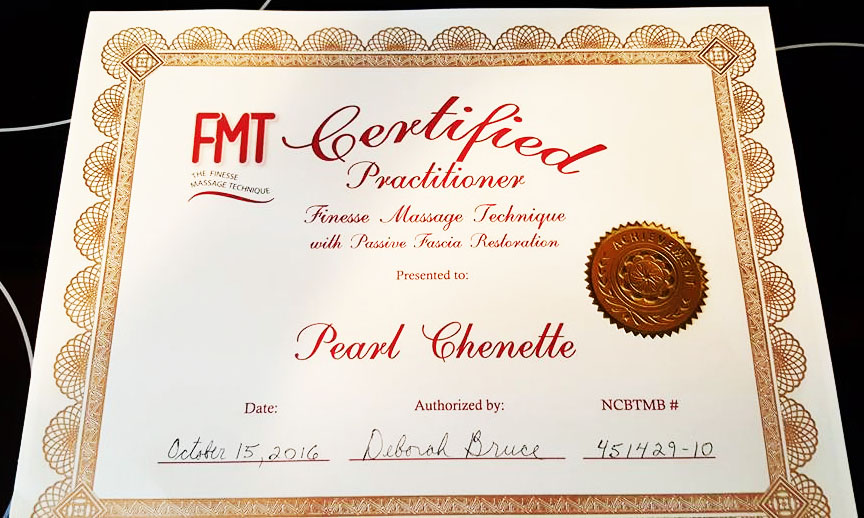 FMT
THE FINESSE
MASSAGE TECHNIQUE
Certified
Practitioner
Finesse Massage Technique
with Passive Fascia Restoration
Presented to:
ACHIEVEMENT
Pearl Chenette
Date:
Authorized by:
NCBTMB #
October 15, 2016
Deborah Bruce
451429-10